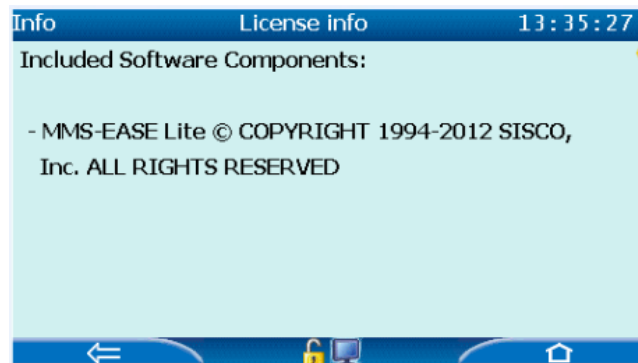 Info License info 13:35:27
Included Software Components:
- MMS-EASE Lite © COPYRIGHT 1994-2012 SISCO,
Inc. ALL RIGHTS RESERVED